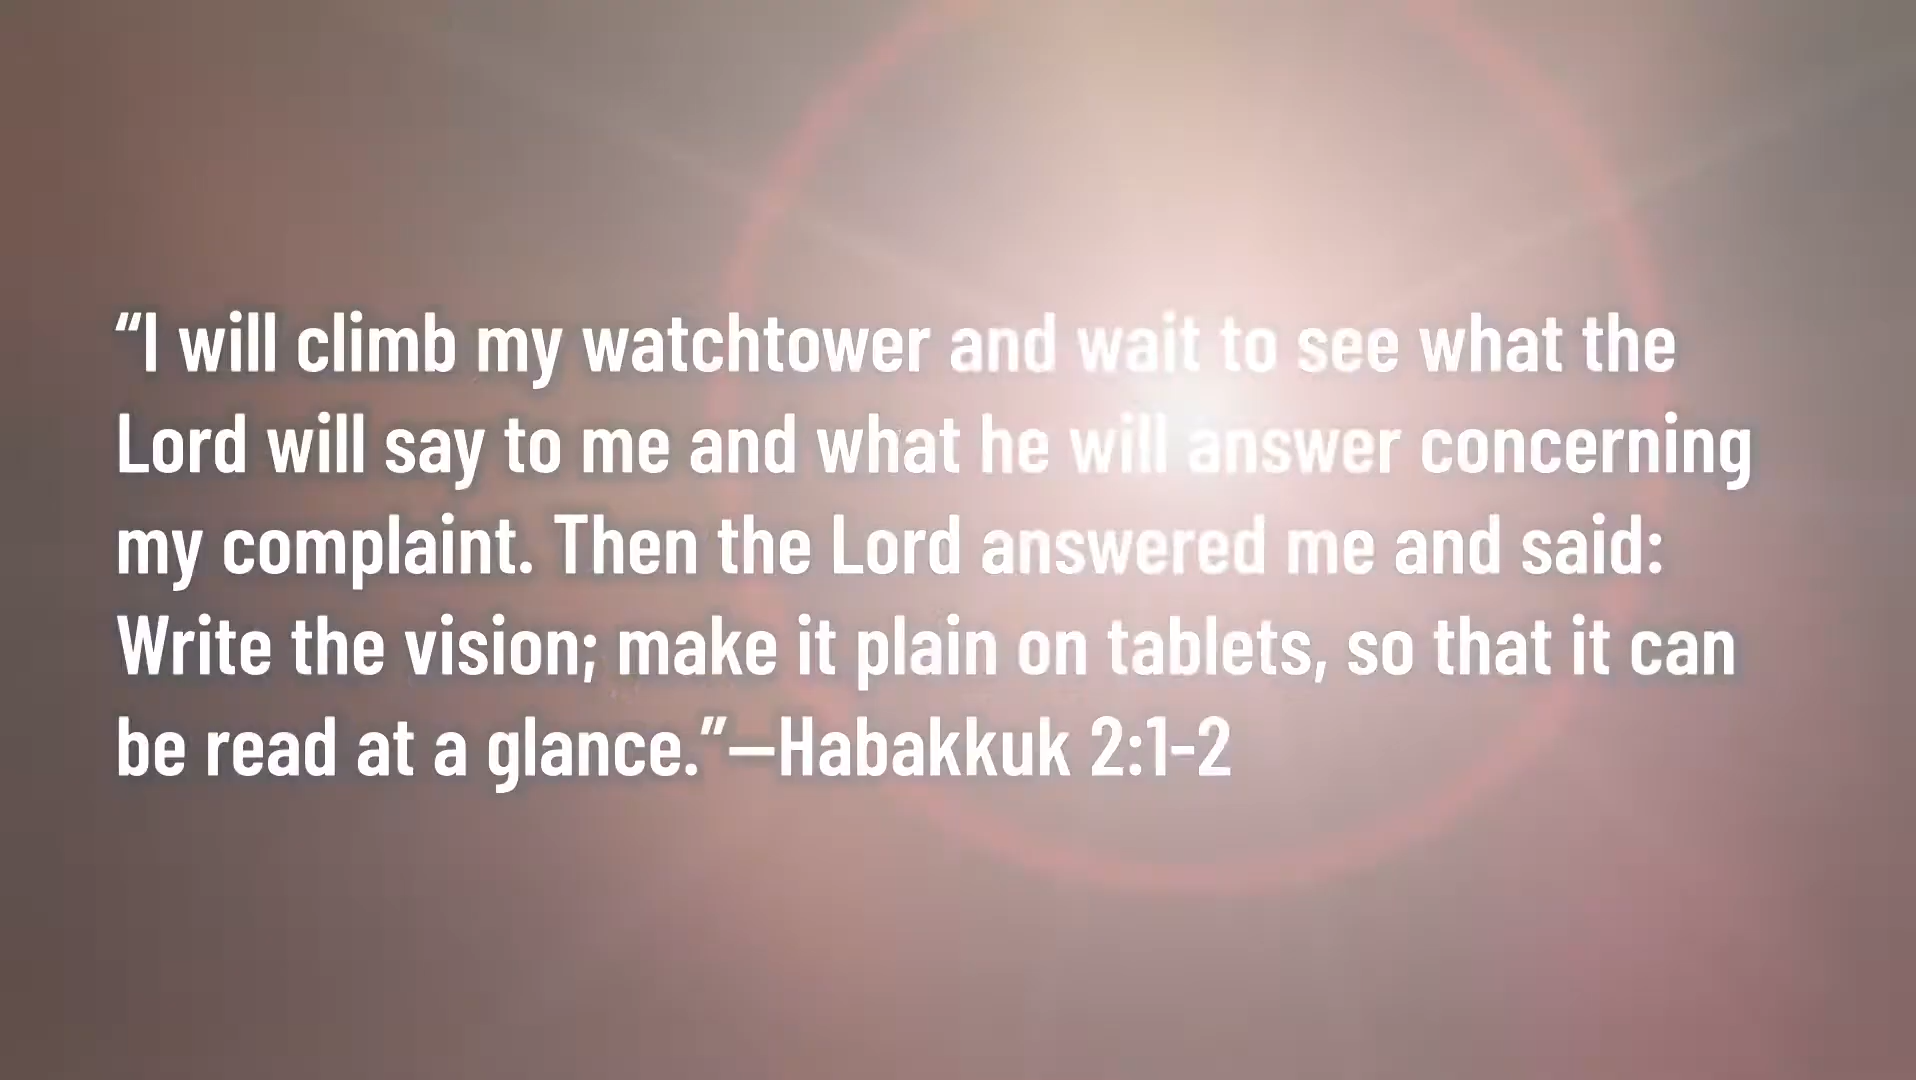 “I will climb my watchtower and wait to see what the
Lord will say to me and what he will answer concerning
my complaint. Then the Lord answered me and said:
Write the vision; make it plain on tablets, so that it can
be read at a glance.”—Habakkuk 2:1-2